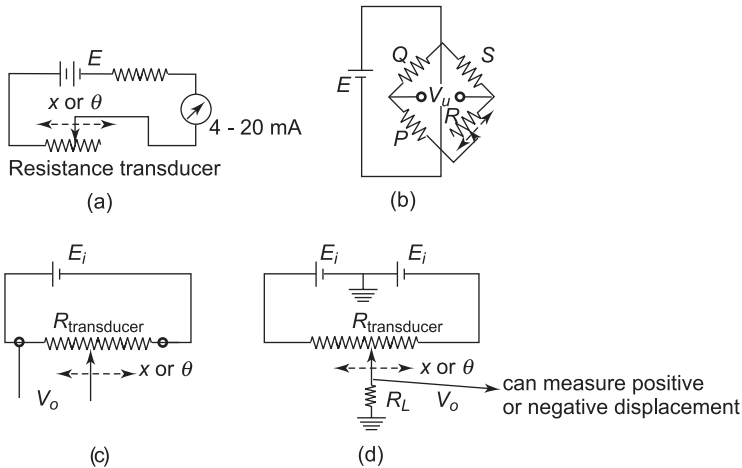 E
x or θ
4 - 20 mA
Resistance transducer
(a)
Q
S
E
V_u
R
P
(b)
E_i
R_transducer
x or θ
V_o
(c)
E_i
E_i
R_transducer
x or θ
can measure positive
or negative displacement
R_L
V_o
(d)